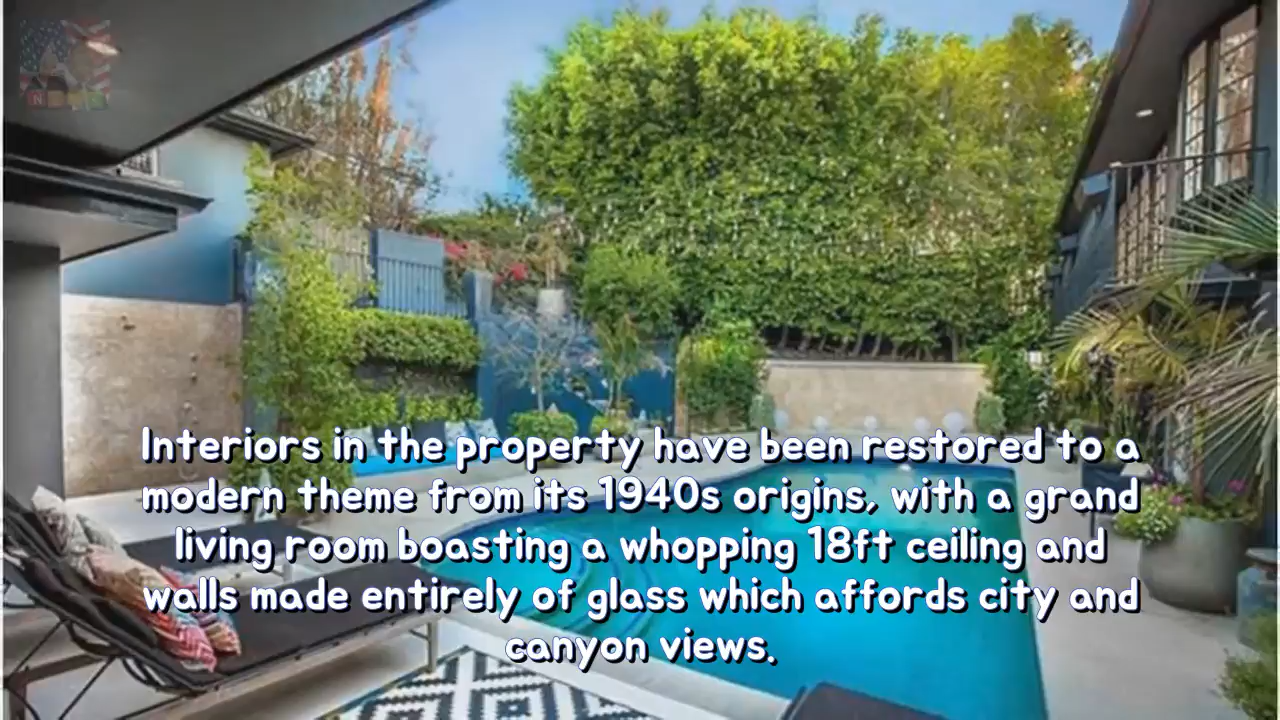 Interiors in the property have been restored to a
modern theme from its 1940s origins, with a grand
living room boasting a whopping 18ft ceiling and
walls made entirely of glass which affords city and
canyon views.